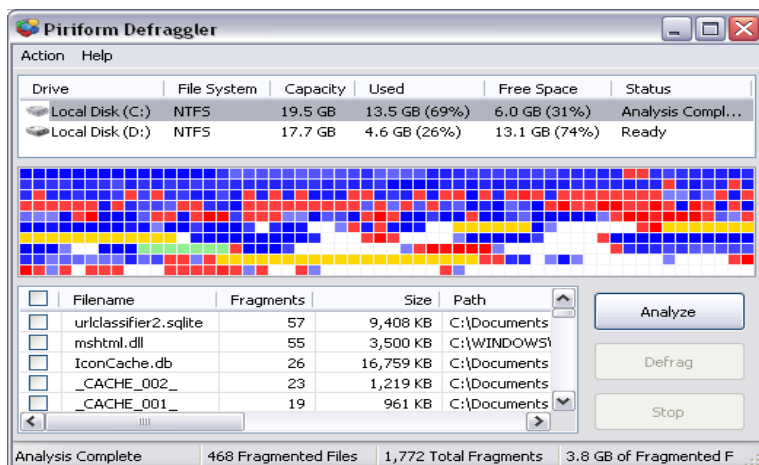 Piriform Defraggler
Action Help
Drive File System Capacity Used Free Space Status
Local Disk (C:) NTFS 19.5 GB 13.5 GB (69%) 6.0 GB (31%) Analysis Compl...
Local Disk (D:) NTFS 17.7 GB 4.6 GB (26%) 13.1 GB (74%) Ready
Filename Fragments Size Path
urlclassifier2.sqlite 57 9,408 KB C:\Documents
mshtml.dll 55 3,500 KB C:\WINDOWS\
IconCache.db 26 16,759 KB C:\Documents
_CACHE_002_ 23 1,219 KB C:\Documents
_CACHE_001_ 19 961 KB C:\Documents
Analyze
Defrag
Stop
Analysis Complete 468 Fragmented Files 1,772 Total Fragments 3.8 GB of Fragmented F